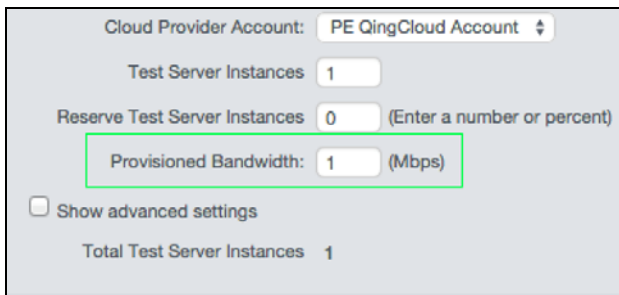 Cloud Provider Account: PE QingCloud Account
Test Server Instances 1
Reserve Test Server Instances 0 (Enter a number or percent)
Provisioned Bandwidth: 1 (Mbps)
Show advanced settings
Total Test Server Instances 1